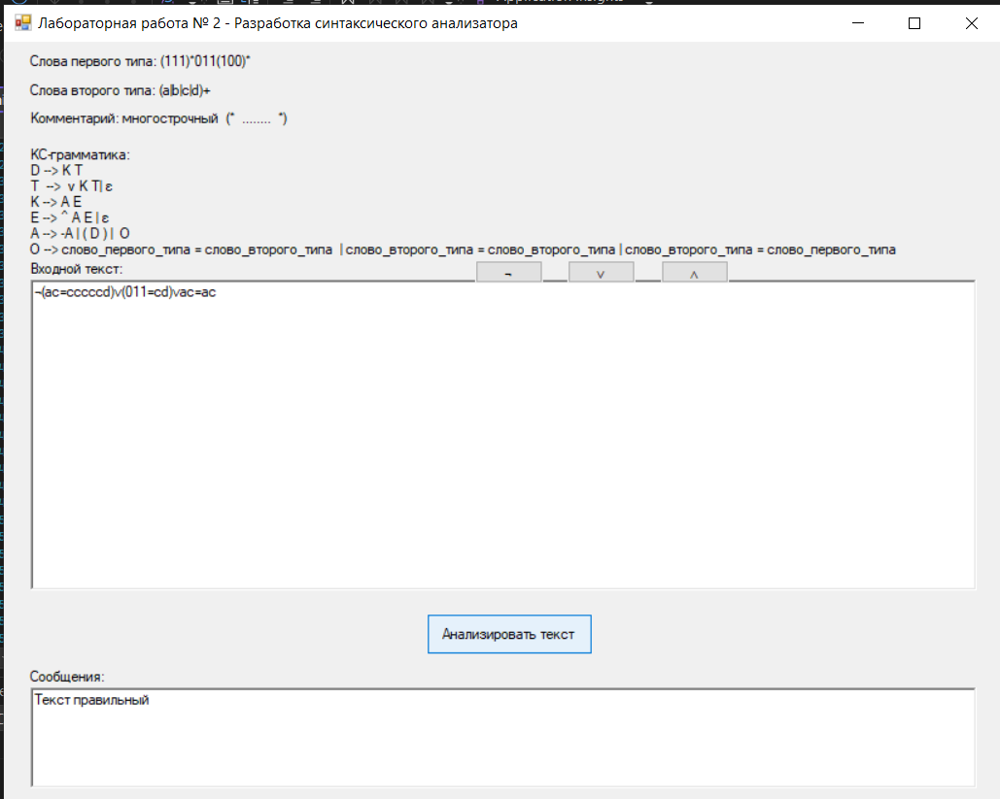 Лабораторная работа № 2 - Разработка синтаксического анализатора
Слова первого типа: (111)*011(100)*
Слова второго типа: (a|b|c|d)+
Комментарий: многострочный (* ........ *)
КС-грамматика:
D --> K T
T --> v K T| ε
K --> A E
E --> ^ A E | ε
A --> -A | ( D ) | O
O --> слово_первого_типа = слово_второго_типа | слово_второго_типа = слово_второго_типа | слово_второго_типа = слово_первого_типа
Входной текст:
¬ v ʌ
¬(ac=cccccd)v(011=cd)vac=ac
Анализировать текст
Сообщения:
Текст правильный